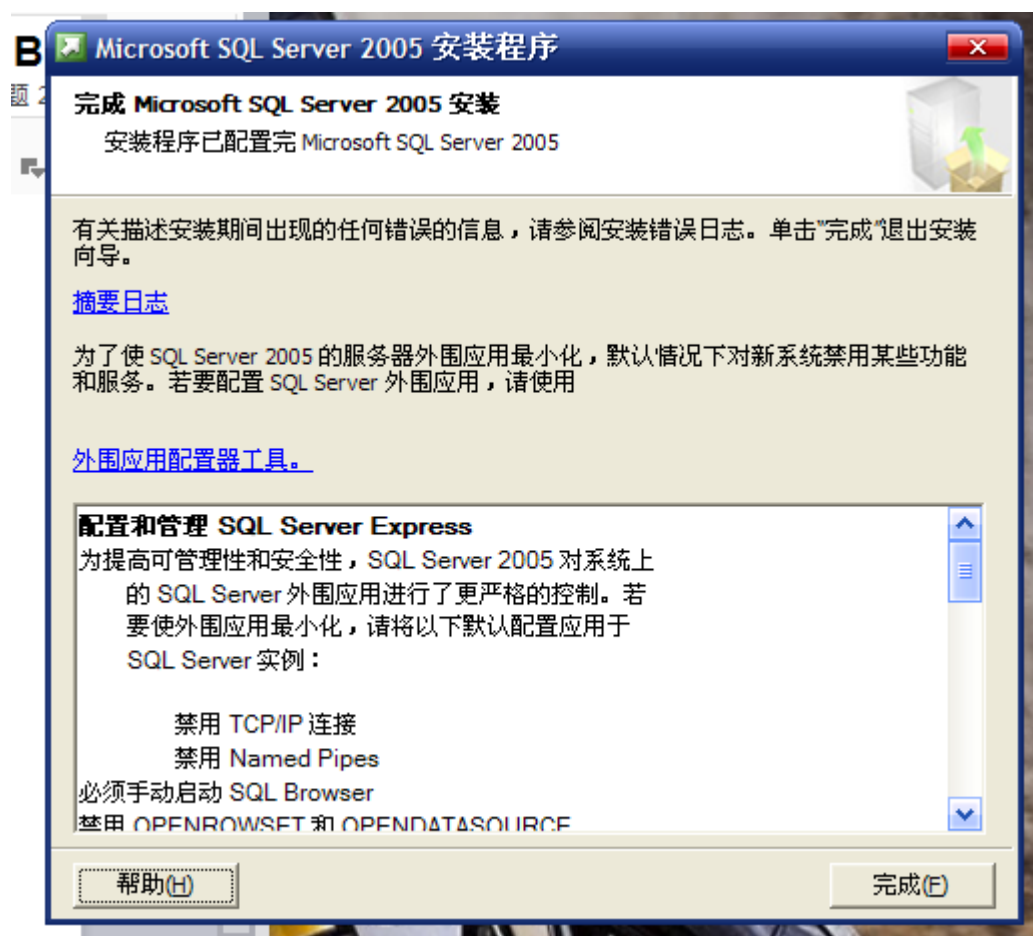 B
题 2
Microsoft SQL Server 2005 安装程序
完成 Microsoft SQL Server 2005 安装
安装程序已配置完 Microsoft SQL Server 2005
有关描述安装期间出现的任何错误的信息，请参阅安装错误日志。单击"完成"退出安装
向导。
摘要日志
为了使 SQL Server 2005 的服务器外围应用最小化，默认情况下对新系统禁用某些功能
和服务。若要配置 SQL Server 外围应用，请使用
外围应用配置器工具。
配置和管理 SQL Server Express
为提高可管理性和安全性，SQL Server 2005 对系统上
的 SQL Server 外围应用进行了更严格的控制。若
要使外围应用最小化，请将以下默认配置应用于
SQL Server 实例：
禁用 TCP/IP 连接
禁用 Named Pipes
必须手动启动 SQL Browser
禁用 OPENROWSET 和 OPENDATASOURCE
帮助(H)
完成(F)